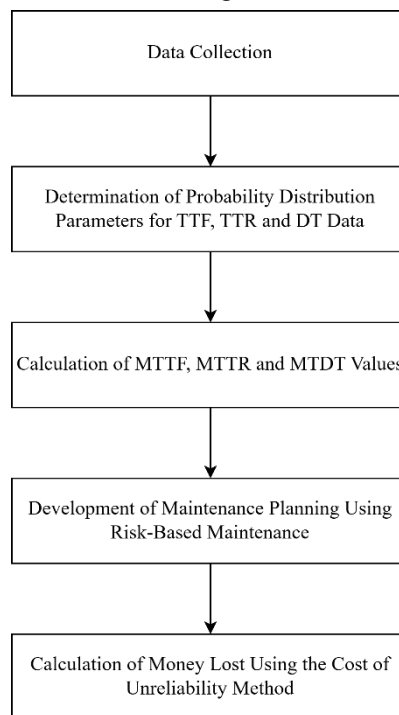 Data Collection
Determination of Probability Distribution
Parameters for TTF, TTR and DT Data
Calculation of MTTF, MTTR and MTDT Values
Development of Maintenance Planning Using
Risk-Based Maintenance
Calculation of Money Lost Using the Cost of
Unreliability Method